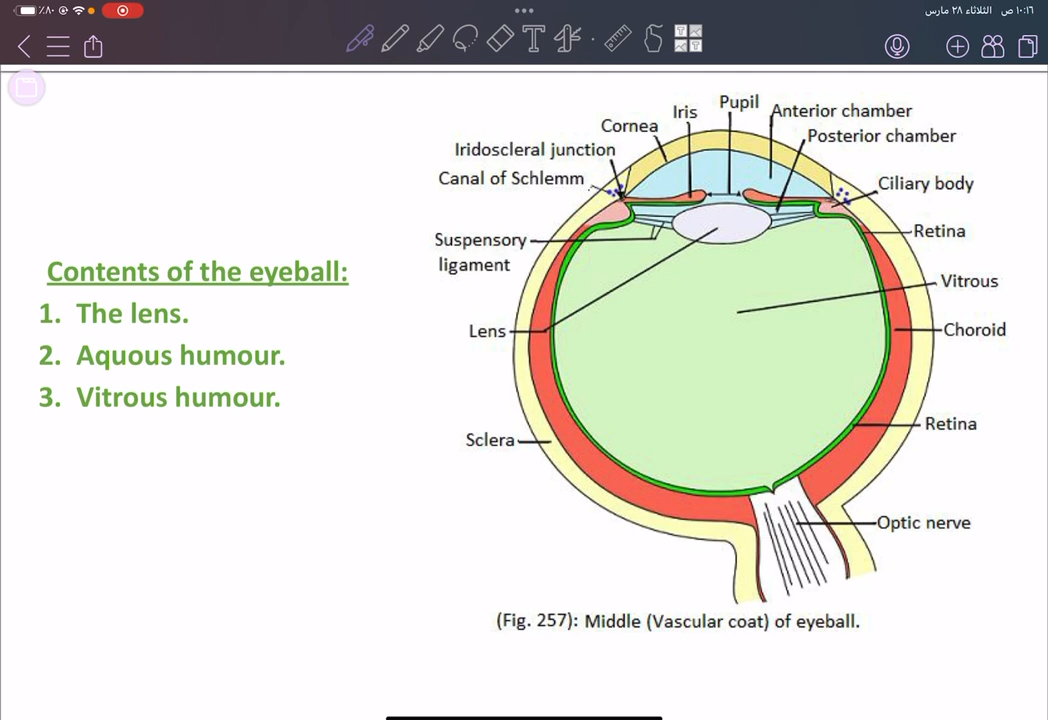 ٪٨٠
١٠:١٦ ص الثلاثاء ٢٨ مارس
Contents of the eyeball:
1. The lens.
2. Aquous humour.
3. Vitrous humour.
Pupil
Iris
Anterior chamber
Cornea
Posterior chamber
Iridoscleral junction
Canal of Schlemm
Ciliary body
Suspensory
ligament
Retina
Vitrous
Lens
Choroid
Sclera
Retina
Optic nerve
(Fig. 257): Middle (Vascular coat) of eyeball.